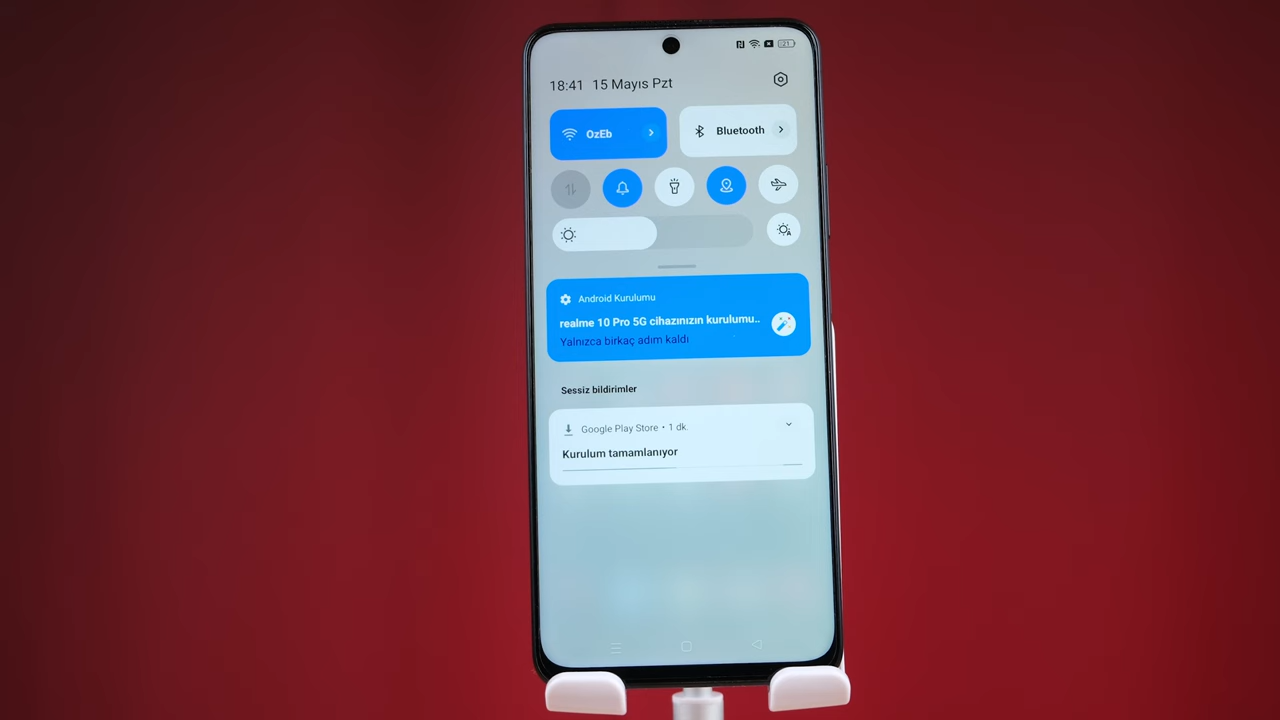 21
18:41 15 Mayıs Pzt
OzEb
Bluetooth
Android Kurulumu
realme 10 Pro 5G cihazınızın kurulumu..
Yalnızca birkaç adım kaldı
Sessiz bildirimler
Google Play Store • 1 dk.
Kurulum tamamlanıyor